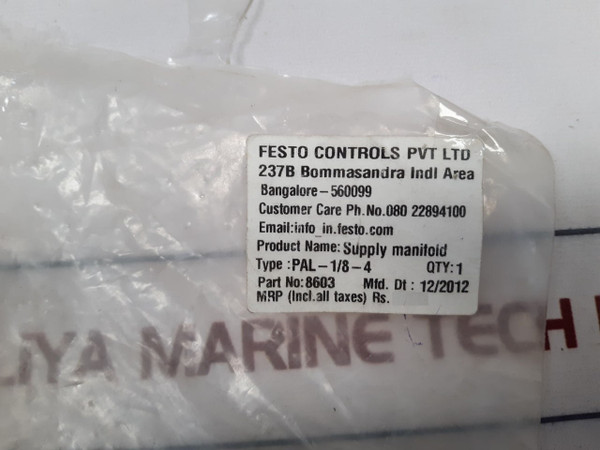 FESTO CONTROLS PVT LTD
237B Bommasandra Indl Area
Bangalore-560099
Customer Care Ph.No.080 22894100
Email:info_in.festo.com
Product Name: Supply manifold
Type :PAL-1/8-4 QTY:1
Part No:8603 Mfd. Dt : 12/2012
MRP (Incl.all taxes) Rs.
MARINE TECH